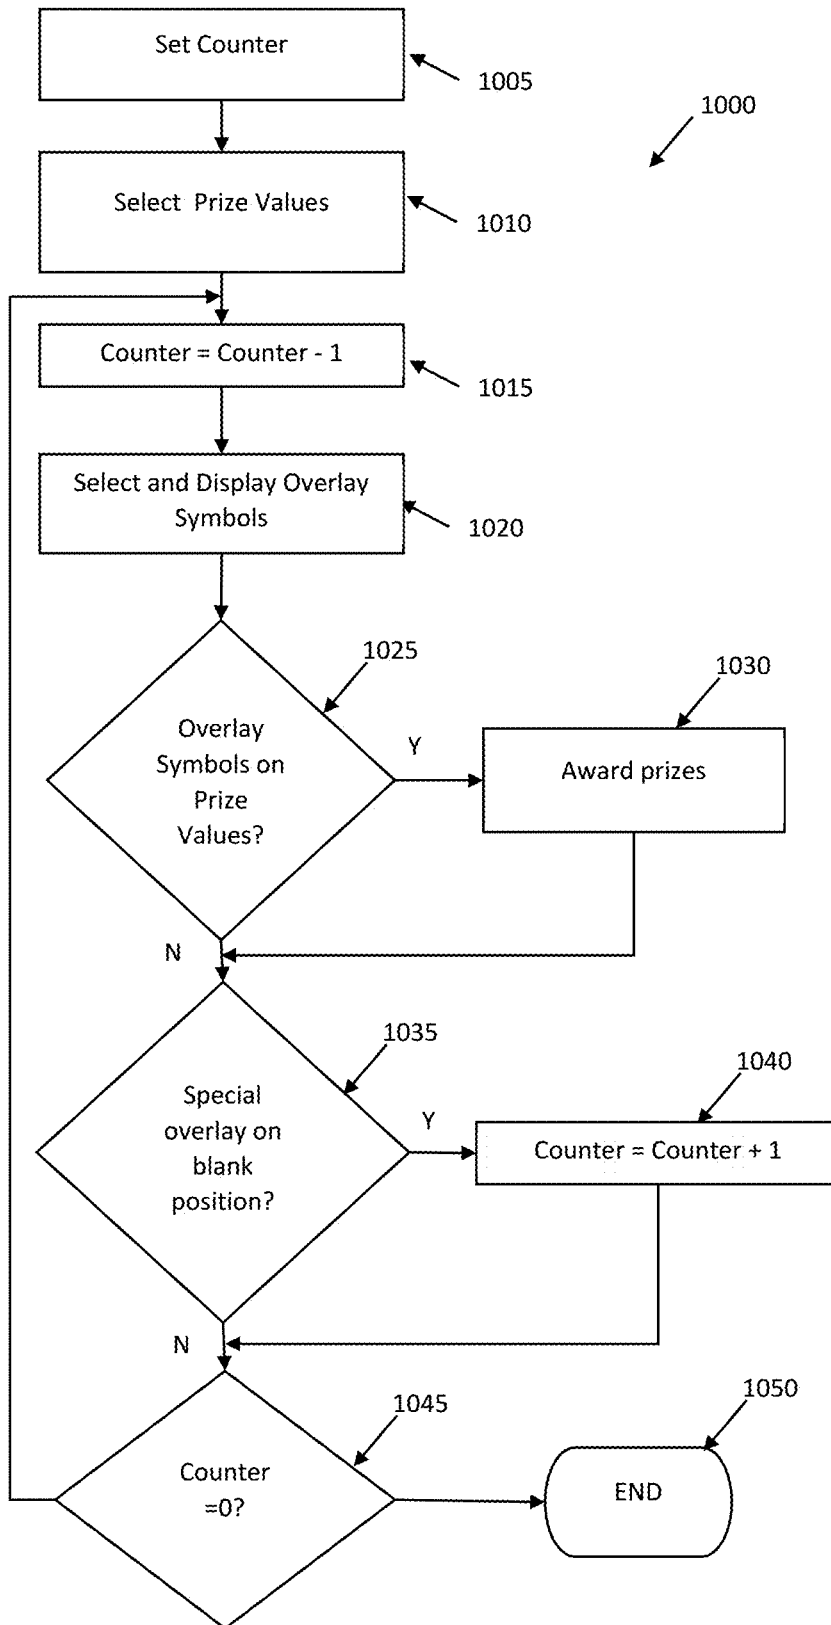 Set Counter
1005
1000
Select Prize Values
1010
Counter = Counter - 1
1015
Select and Display Overlay
Symbols
1020
1025
Overlay
Symbols on
Prize
Values?
Y
1030
Award prizes
N
1035
Special
overlay on
blank
position?
Y
1040
Counter = Counter + 1
N
1045
Counter
=0?
1050
END